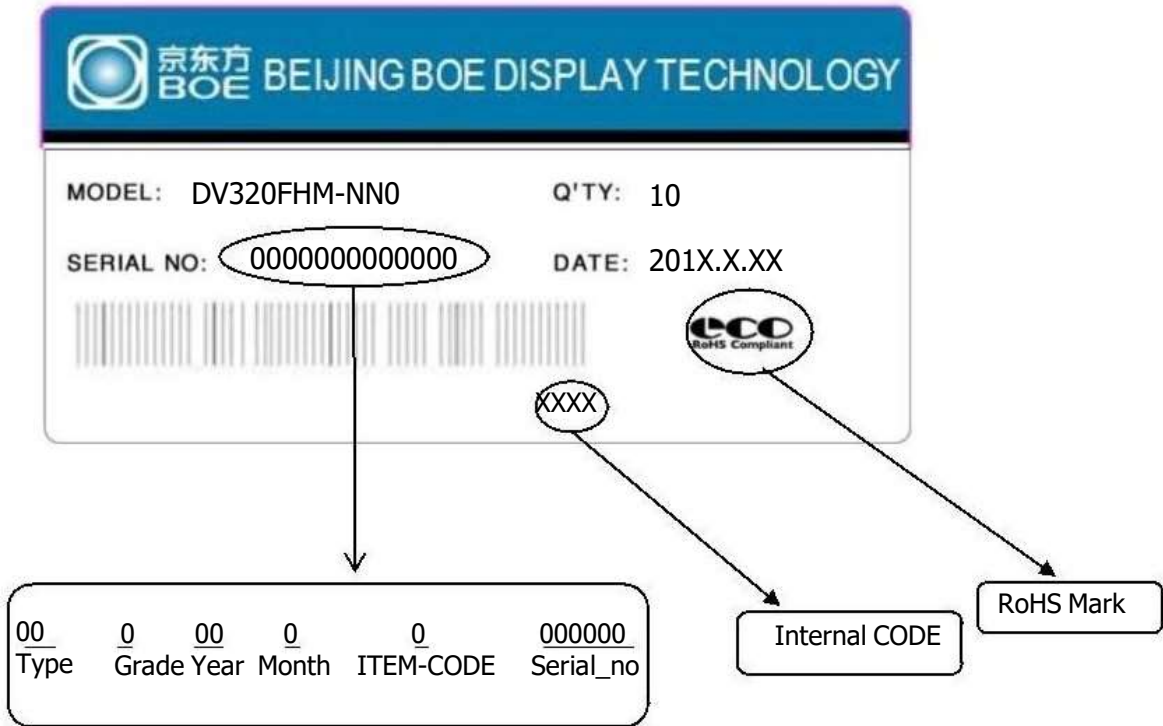 京东方
BOE BEIJING BOE DISPLAY TECHNOLOGY
MODEL: DV320FHM-NN0 Q'TY: 10
SERIAL NO: 0000000000000 DATE: 201X.X.XX
eco
RoHS Compliant
XXXX
00 0 00 0 0 000000
Type Grade Year Month ITEM-CODE Serial_no
Internal CODE
RoHS Mark